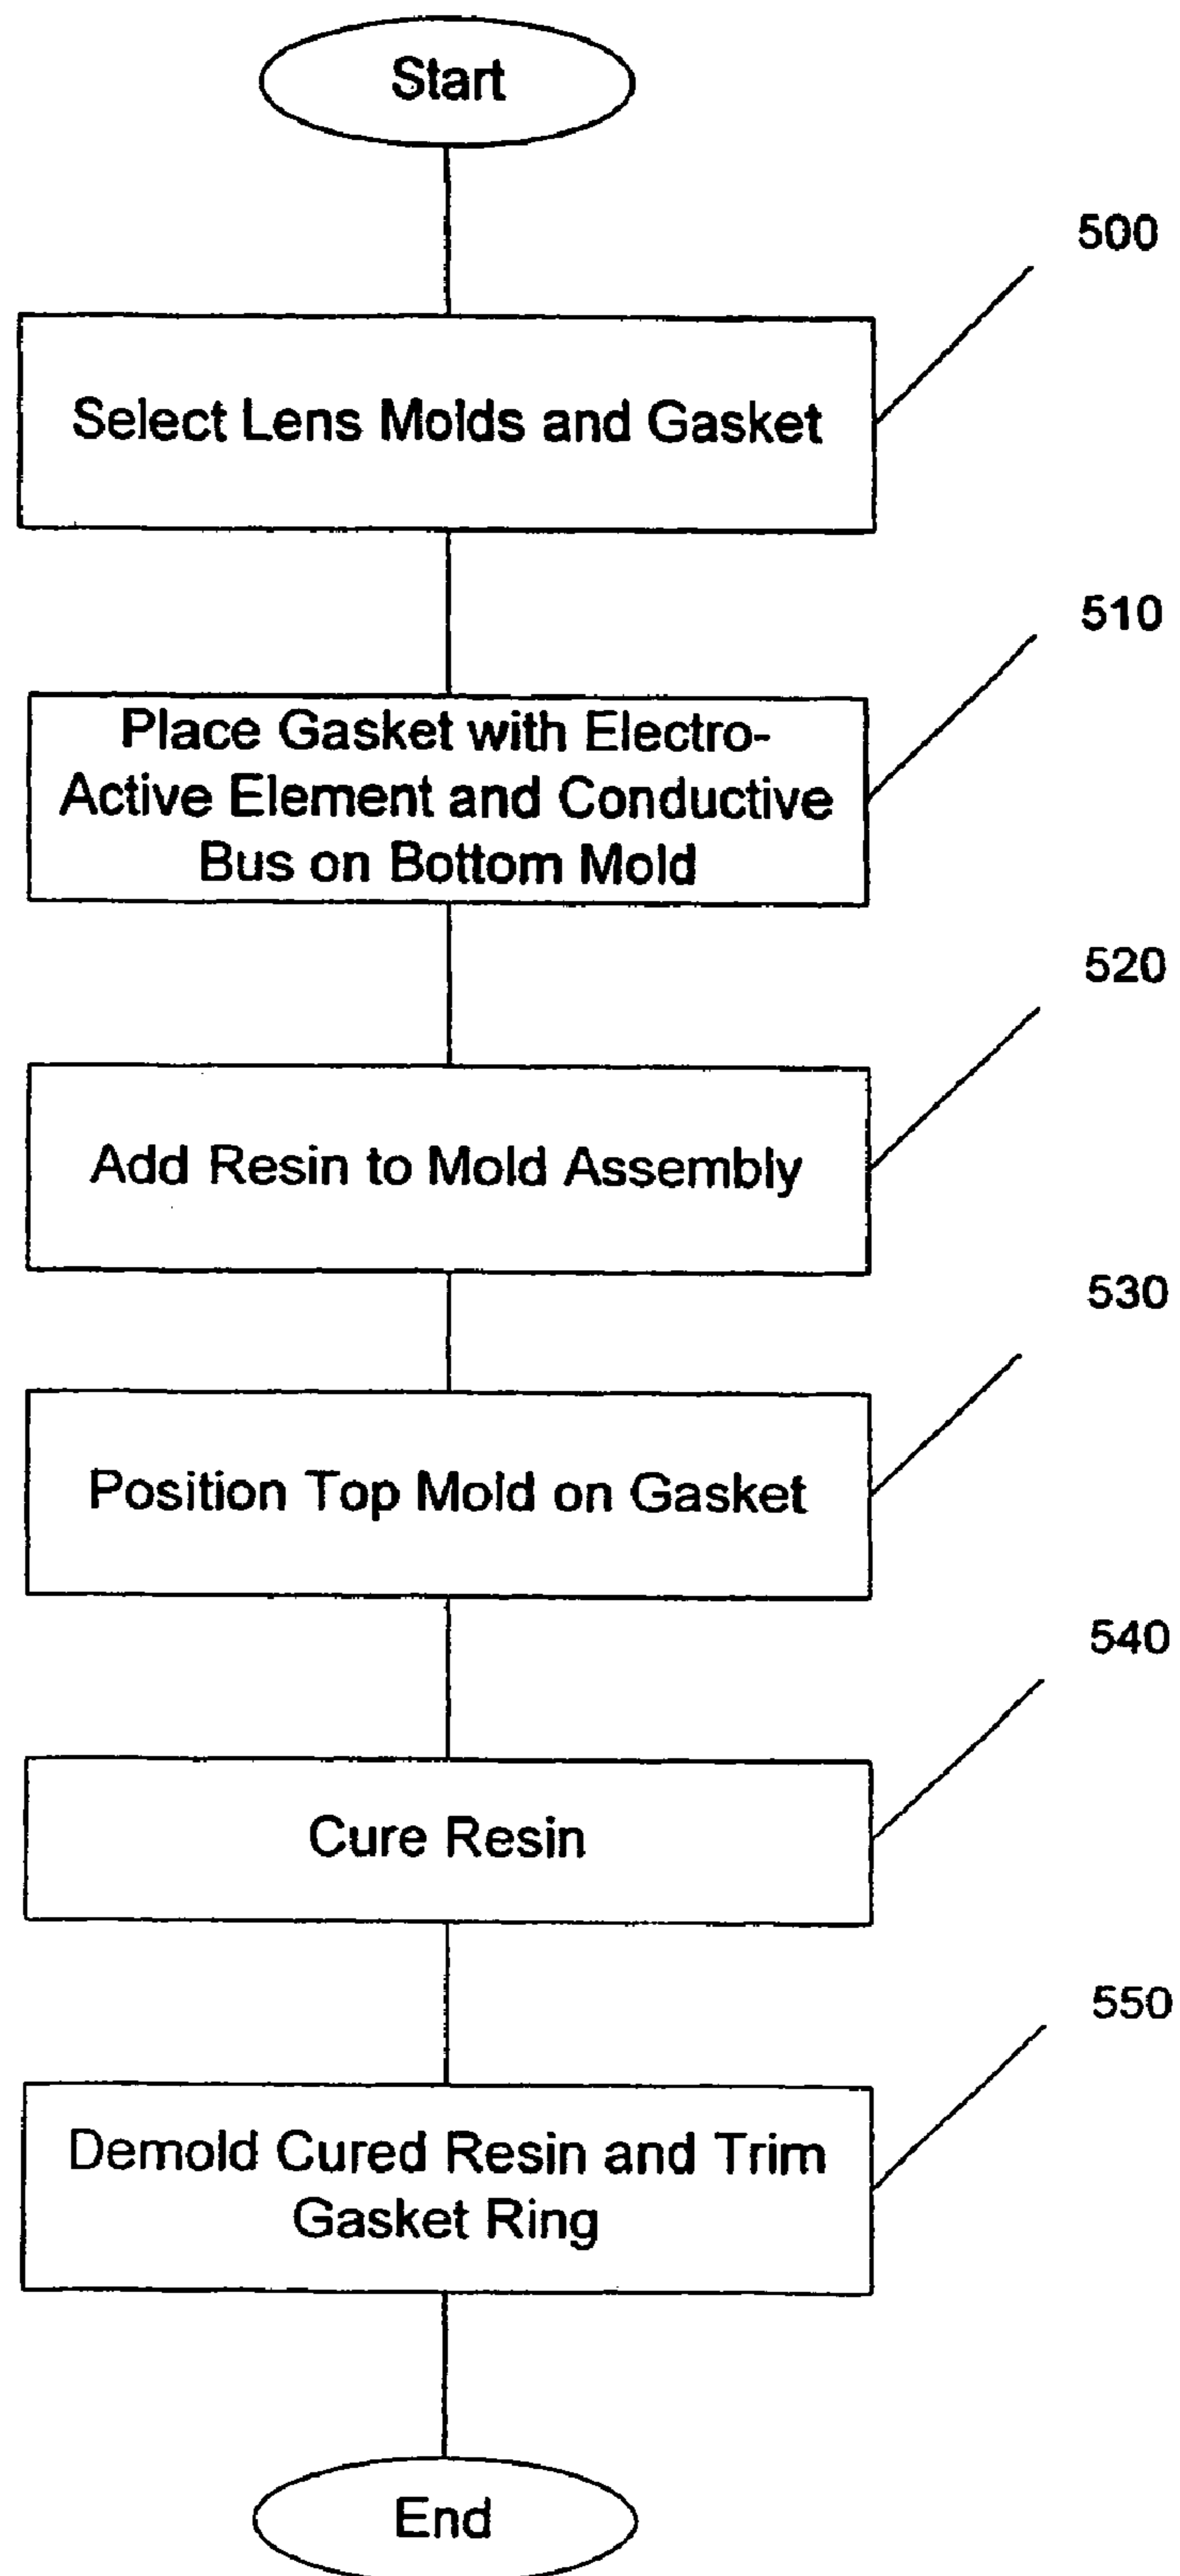 Start
500
Select Lens Molds and Gasket
510
Place Gasket with Electro-
Active Element and Conductive
Bus on Bottom Mold
520
Add Resin to Mold Assembly
530
Position Top Mold on Gasket
540
Cure Resin
550
Demold Cured Resin and Trim
Gasket Ring
End